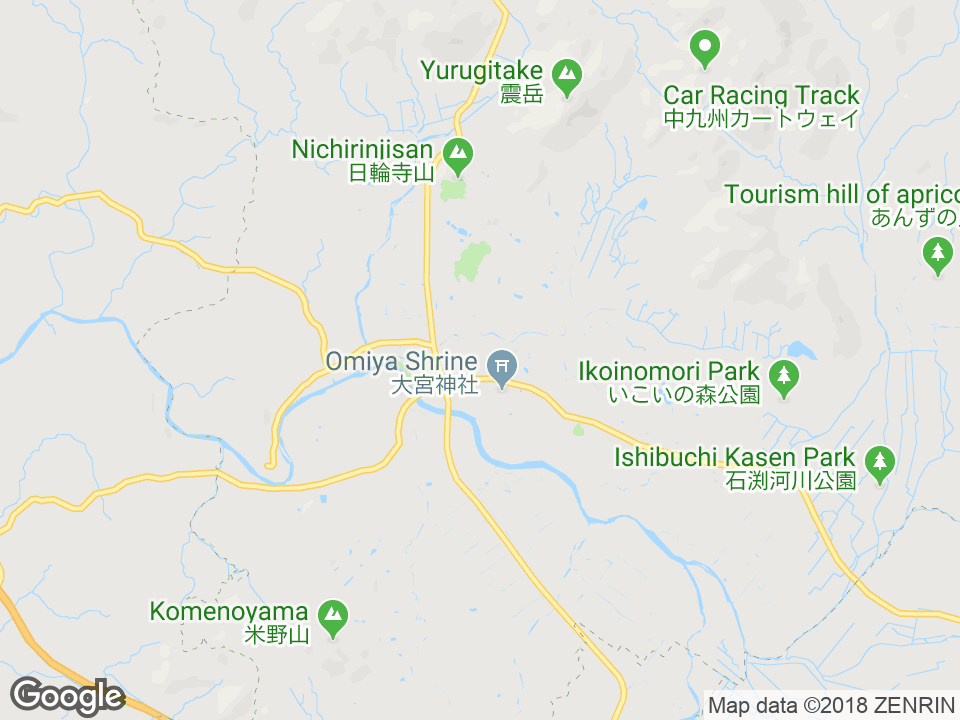 Yurugitake
震岳
Car Racing Track
中九州カートウェイ
Nichirinjisan
日輪寺山
Tourism hill of aprico
あんずの
Omiya Shrine
大宮神社
Ikoinomori Park
いこいの森公園
Ishibuchi Kasen Park
石渕河川公園
Komenoyama
米野山
Google
Map data ©2018 ZENRIN